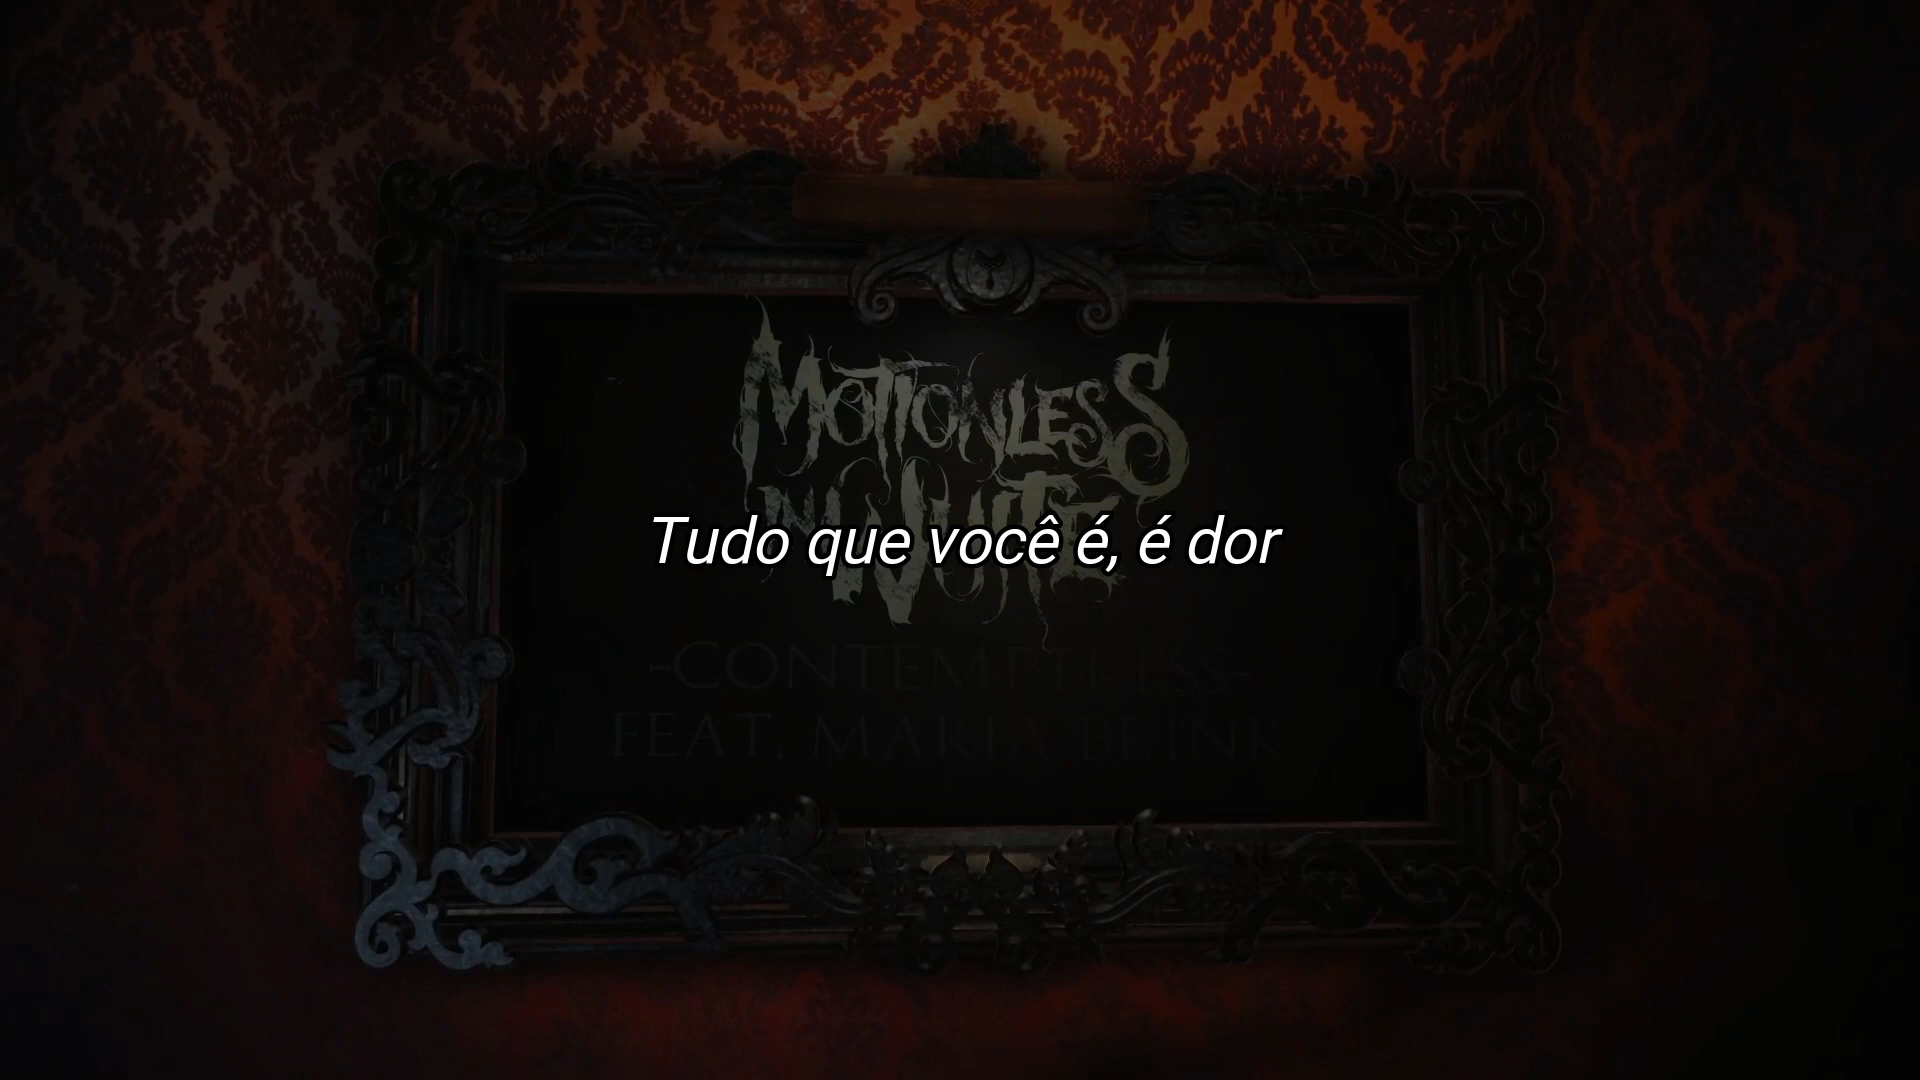 MOTIONLESS
IN WHITE
Tudo que você é, é dor
-CONTEMPTRESS-
FEAT. MARIA BRINK